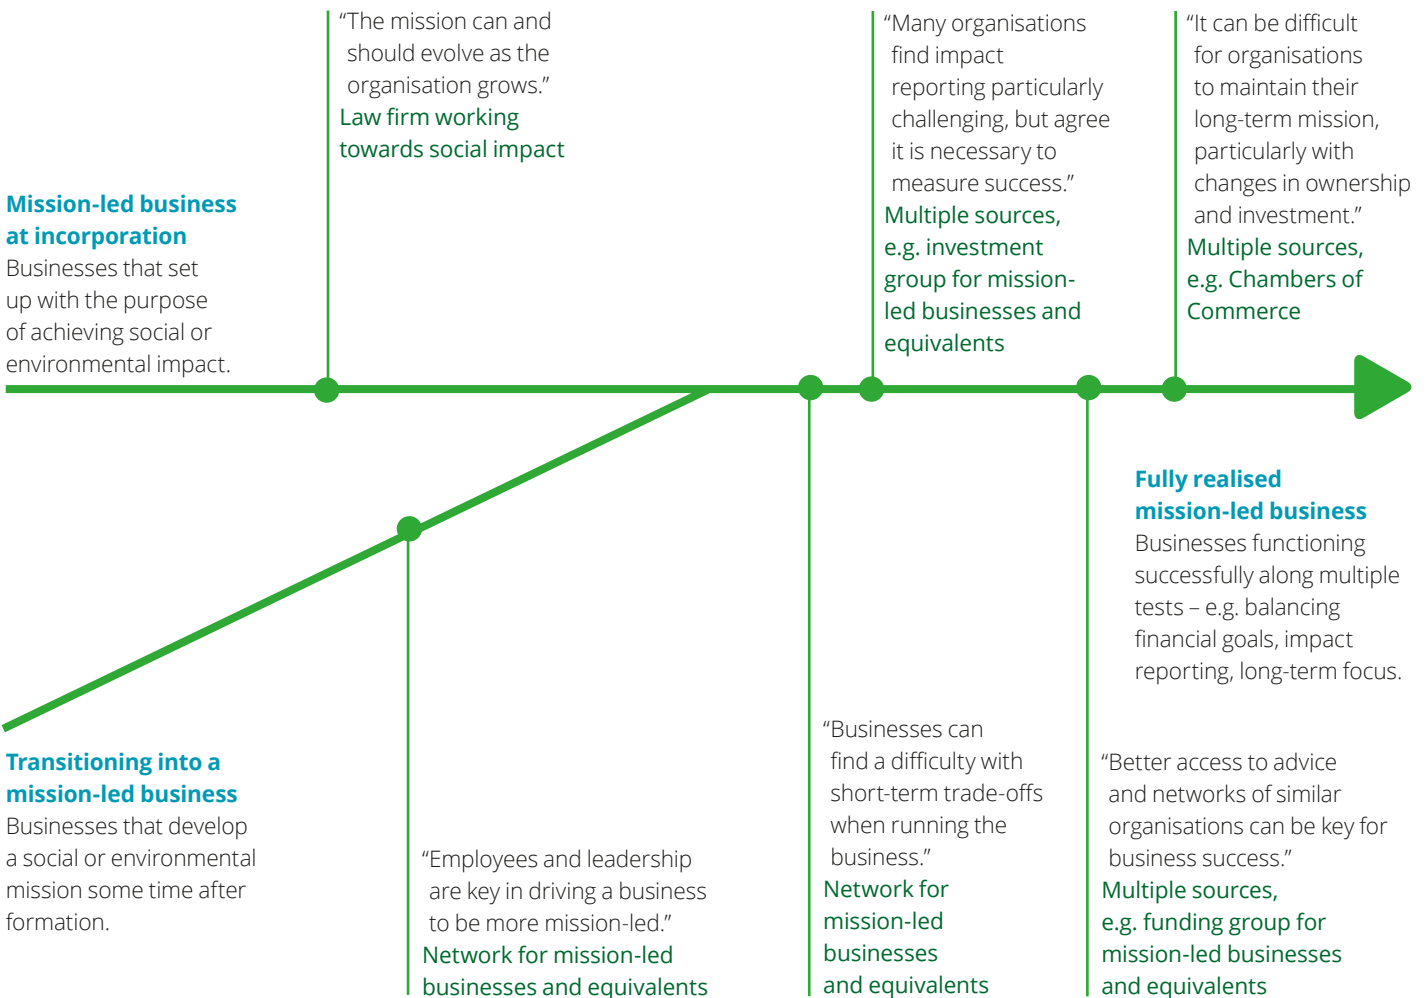 “The mission can and
should evolve as the
organisation grows.”
Law firm working
towards social impact
“Many organisations
find impact
reporting particularly
challenging, but agree
it is necessary to
measure success.”
Multiple sources,
e.g. investment
group for mission-
led businesses and
equivalents
“It can be difficult
for organisations
to maintain their
long-term mission,
particularly with
changes in ownership
and investment.”
Multiple sources,
e.g. Chambers of
Commerce
Mission-led business
at incorporation
Businesses that set
up with the purpose
of achieving social or
environmental impact.
Fully realised
mission-led business
Businesses functioning
successfully along multiple
tests – e.g. balancing
financial goals, impact
reporting, long-term focus.
Transitioning into a
mission-led business
Businesses that develop
a social or environmental
mission some time after
formation.
“Employees and leadership
are key in driving a business
to be more mission-led.”
Network for mission-led
businesses and equivalents
“Businesses can
find a difficulty with
short-term trade-offs
when running the
business.”
Network for
mission-led
businesses
and equivalents
“Better access to advice
and networks of similar
organisations can be key for
business success.”
Multiple sources,
e.g. funding group for
mission-led businesses
and equivalents